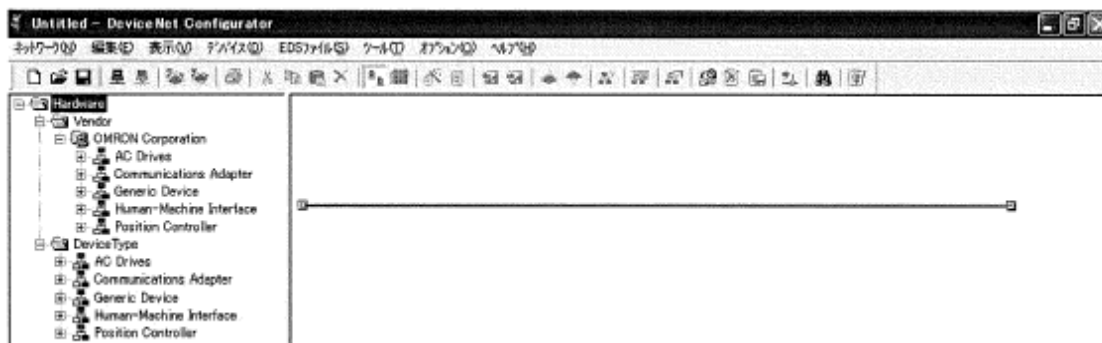 Untitled - DeviceNet Configurator
ネットワーク(N) 編集(E) 表示(V) デバイス(D) EDSファイル(S) ツール(T) オプション(O) ヘルプ(H)
Hardware
Vendor
OMRON Corporation
AC Drives
Communications Adapter
Generic Device
Human-Machine Interface
Position Controller
DeviceType
AC Drives
Communications Adapter
Generic Device
Human-Machine Interface
Position Controller